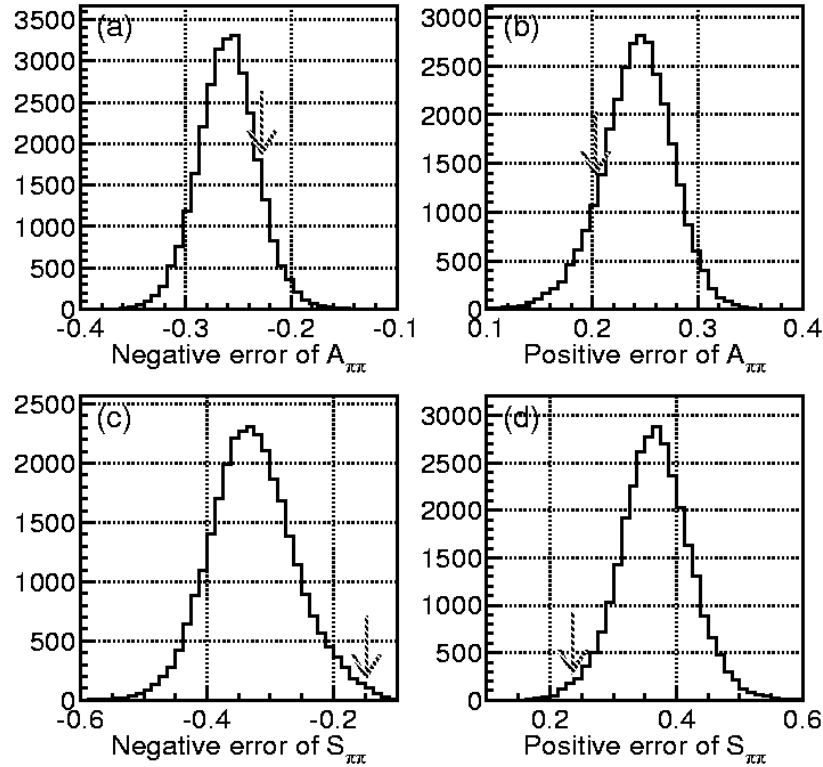 (a)
3500
3000
2500
2000
1500
1000
500
0
-0.4 -0.3 -0.2 -0.1
Negative error of Aππ
(b)
3000
2500
2000
1500
1000
500
0
0.1 0.2 0.3 0.4
Positive error of Aππ
(c)
2500
2000
1500
1000
500
0
-0.6 -0.4 -0.2
Negative error of Sππ
(d)
3000
2500
2000
1500
1000
500
0
0.2 0.4 0.6
Positive error of Sππ